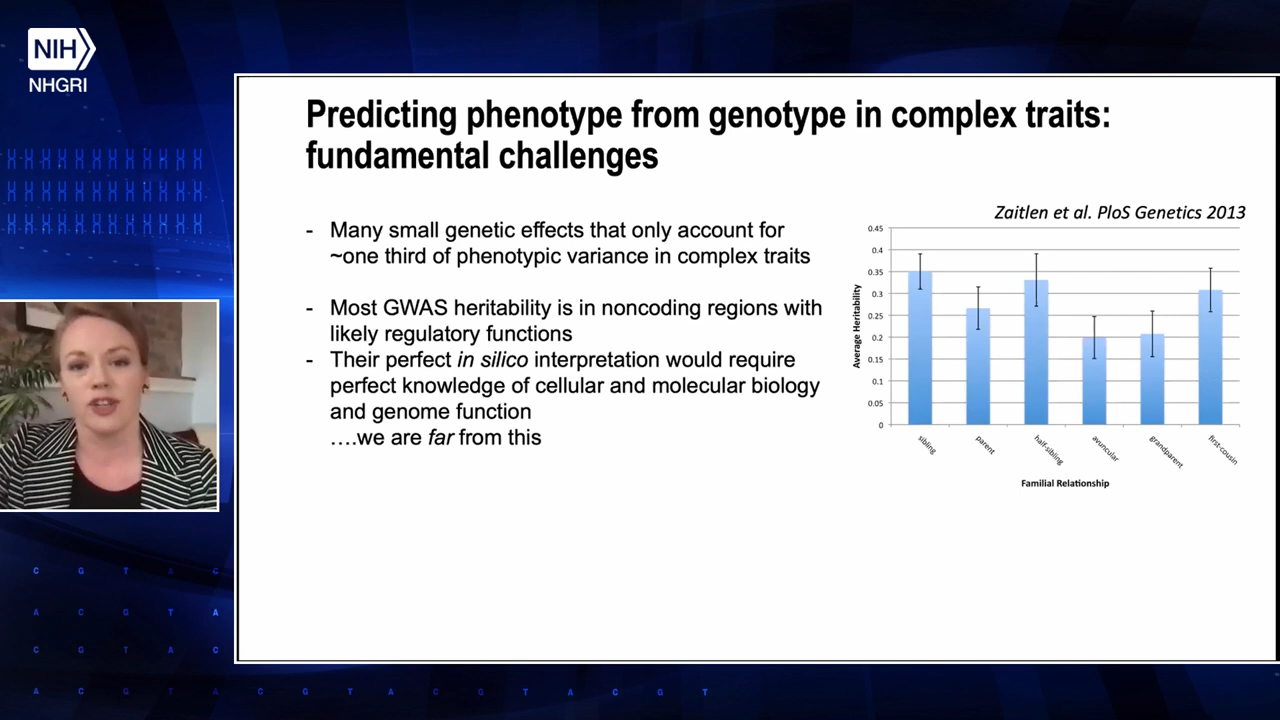 NIH
NHGRI
Predicting phenotype from genotype in complex traits:
fundamental challenges
- Many small genetic effects that only account for
~one third of phenotypic variance in complex traits
- Most GWAS heritability is in noncoding regions with
likely regulatory functions
- Their perfect in silico interpretation would require
perfect knowledge of cellular and molecular biology
and genome function
....we are far from this
Zaitlen et al. PloS Genetics 2013
0.45
0.4
0.35
0.3
0.25
0.2
0.15
0.1
0.05
0
Average Heritability
sibling
parent
half-sibling
avuncular
grandparent
first-cousin
Familial Relationship
C G T A C
A C G T A
C G T A C
A C G T A C G T A C G T A C G T